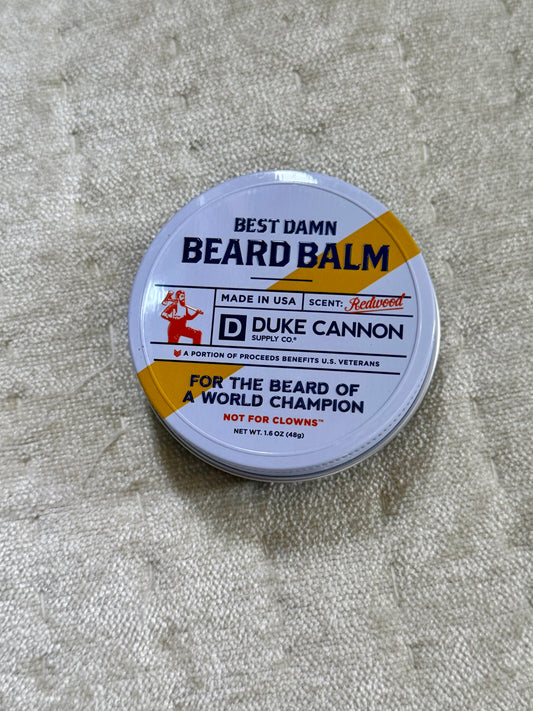 BEST DAMN
BEARD BALM
MADE IN USA SCENT: Redwood
D DUKE CANNON
SUPPLY CO.®
A PORTION OF PROCEEDS BENEFITS U.S. VETERANS
FOR THE BEARD OF
A WORLD CHAMPION
NOT FOR CLOWNS™
NET WT. 1.6 OZ (48g)